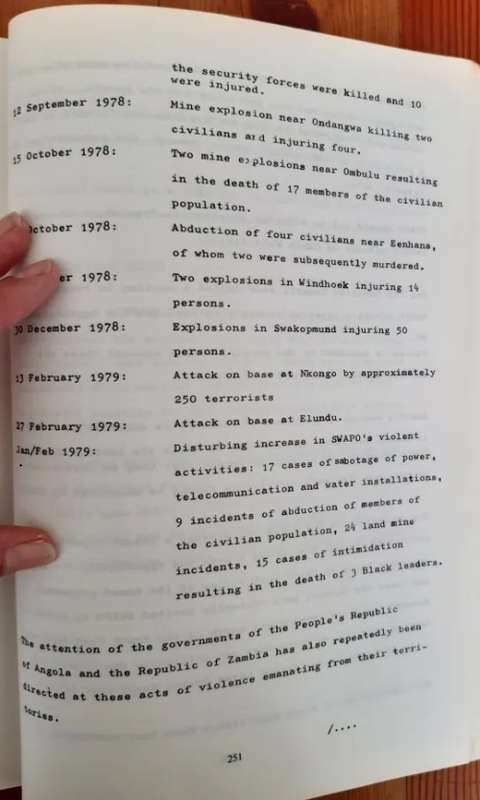 the security forces were killed and 10
were injured.
12 September 1978: Mine explosion near Ondangwa killing two
civilians and injuring four.
15 October 1978: Two mine explosions near Ombulu resulting
in the death of 17 members of the civilian
population.
October 1978: Abduction of four civilians near Eenhana,
of whom two were subsequently murdered.
1978: Two explosions in Windhoek injuring 14
persons.
30 December 1978: Explosions in Swakopmund injuring 50
persons.
13 February 1979: Attack on base at Nkongo by approximately
250 terrorists
27 February 1979: Attack on base at Elundu.
Jan/Feb 1979: Disturbing increase in SWAPO's violent
activities: 17 cases of sabotage of power,
telecommunication and water installations,
9 incidents of abduction of members of
the civilian population, 24 land mine
incidents, 15 cases of intimidation
resulting in the death of 3 Black leaders.
The attention of the governments of the People's Republic
of Angola and the Republic of Zambia has also repeatedly been
directed at these acts of violence emanating from their terri-
tories.
/....
251